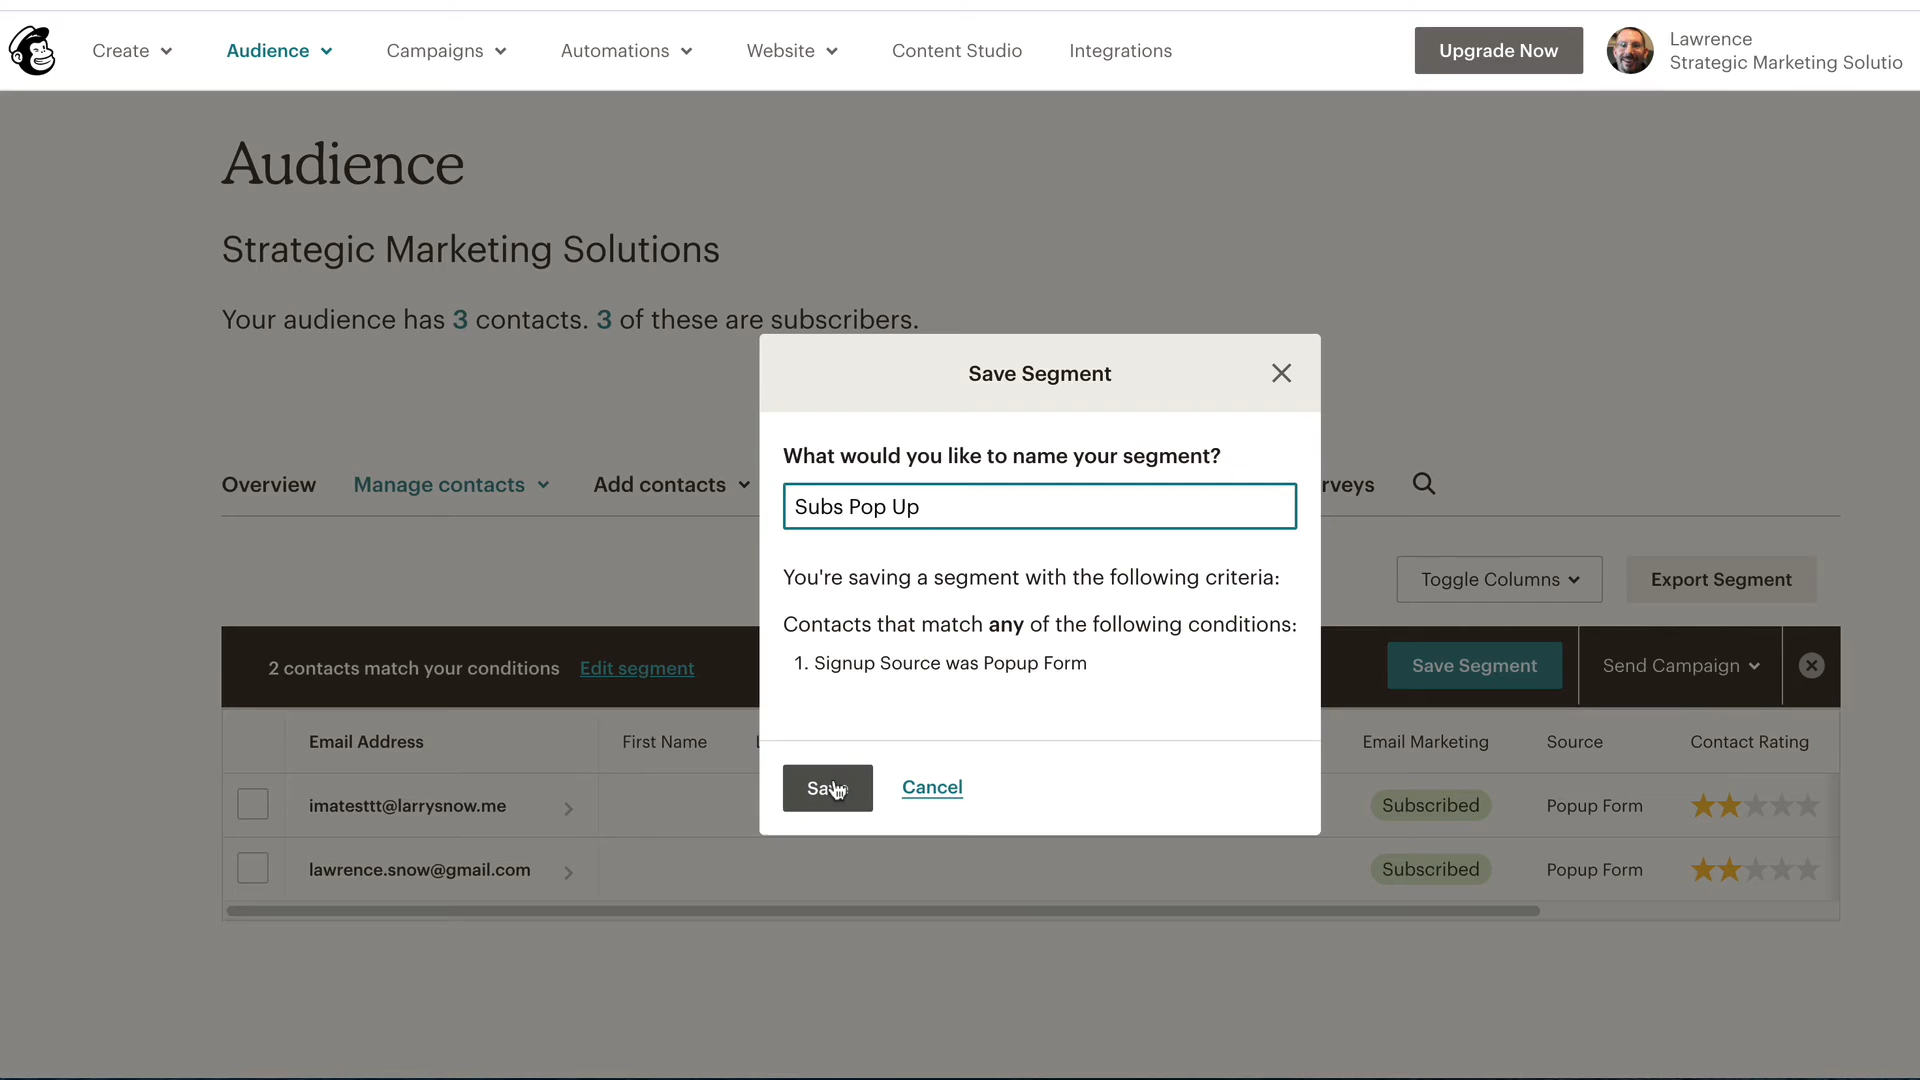 Create
Audience
Campaigns
Automations
Website
Content Studio
Integrations
Upgrade Now
Lawrence
Strategic Marketing Solutio
Audience
Strategic Marketing Solutions
Your audience has 3 contacts. 3 of these are subscribers.
Save Segment
What would you like to name your segment?
Subs Pop Up
You're saving a segment with the following criteria:
Contacts that match any of the following conditions:
1. Signup Source was Popup Form
Save
Cancel
Overview
Manage contacts
Add contacts
rveys
Toggle Columns
Export Segment
2 contacts match your conditions Edit segment
Save Segment
Send Campaign
Email Address
First Name
Email Marketing
Source
Contact Rating
imatesttt@larrysnow.me
Subscribed
Popup Form
lawrence.snow@gmail.com
Subscribed
Popup Form